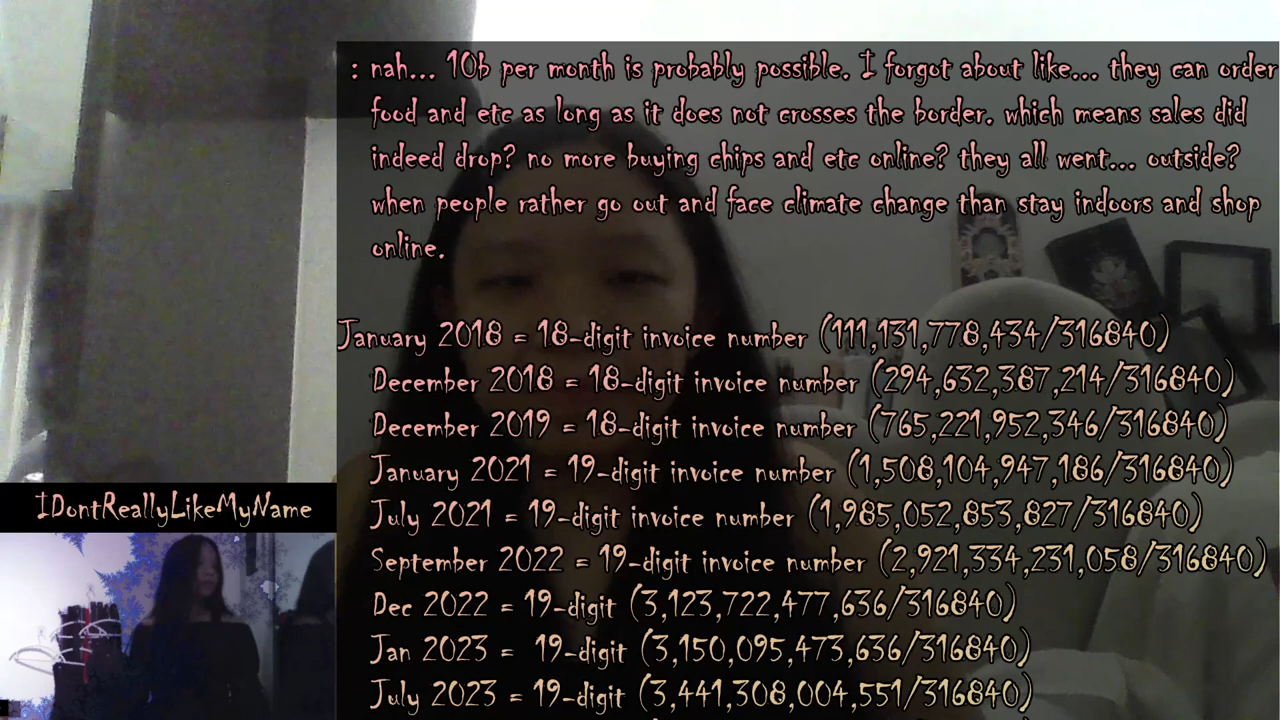 : nah... 10b per month is probably possible. I forgot about like... they can order
food and etc as long as it does not crosses the border. which means sales did
indeed drop? no more buying chips and etc online? they all went... outside?
when people rather go out and face climate change than stay indoors and shop
online.
January 2018 = 18-digit invoice number (111,131,778,434/316840)
December 2018 = 18-digit invoice number (294,632,387,214/316840)
December 2019 = 18-digit invoice number (765,221,952,346/316840)
January 2021 = 19-digit invoice number (1,508,104,947,186/316840)
July 2021 = 19-digit invoice number (1,985,052,853,827/316840)
September 2022 = 19-digit invoice number (2,921,334,231,058/316840)
Dec 2022 = 19-digit (3,123,722,477,636/316840)
Jan 2023 = 19-digit (3,150,095,473,636/316840)
July 2023 = 19-digit (3,441,308,004,551/316840)
IDontReallyLikeMyName